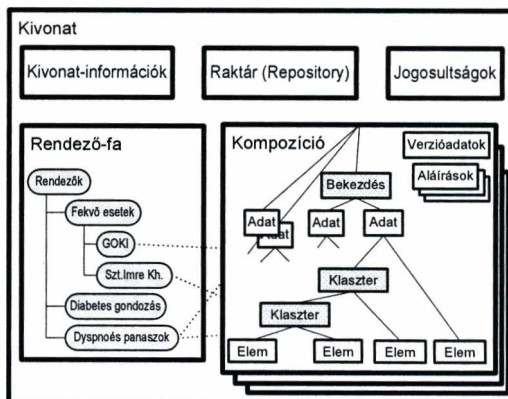 Kivonat
Kivonat-információk
Raktár (Repository)
Jogosultságok
Rendező-fa
Rendezők
Fekvő esetek
GOKI
Szt.Imre Kh.
Diabetes gondozás
Dyspnoés panaszok
Kompozíció
Verzióadatok
Aláírások
Bekezdés
Adat
Adat
Adat
Adat
Klaszter
Klaszter
Elem
Elem
Elem
Elem